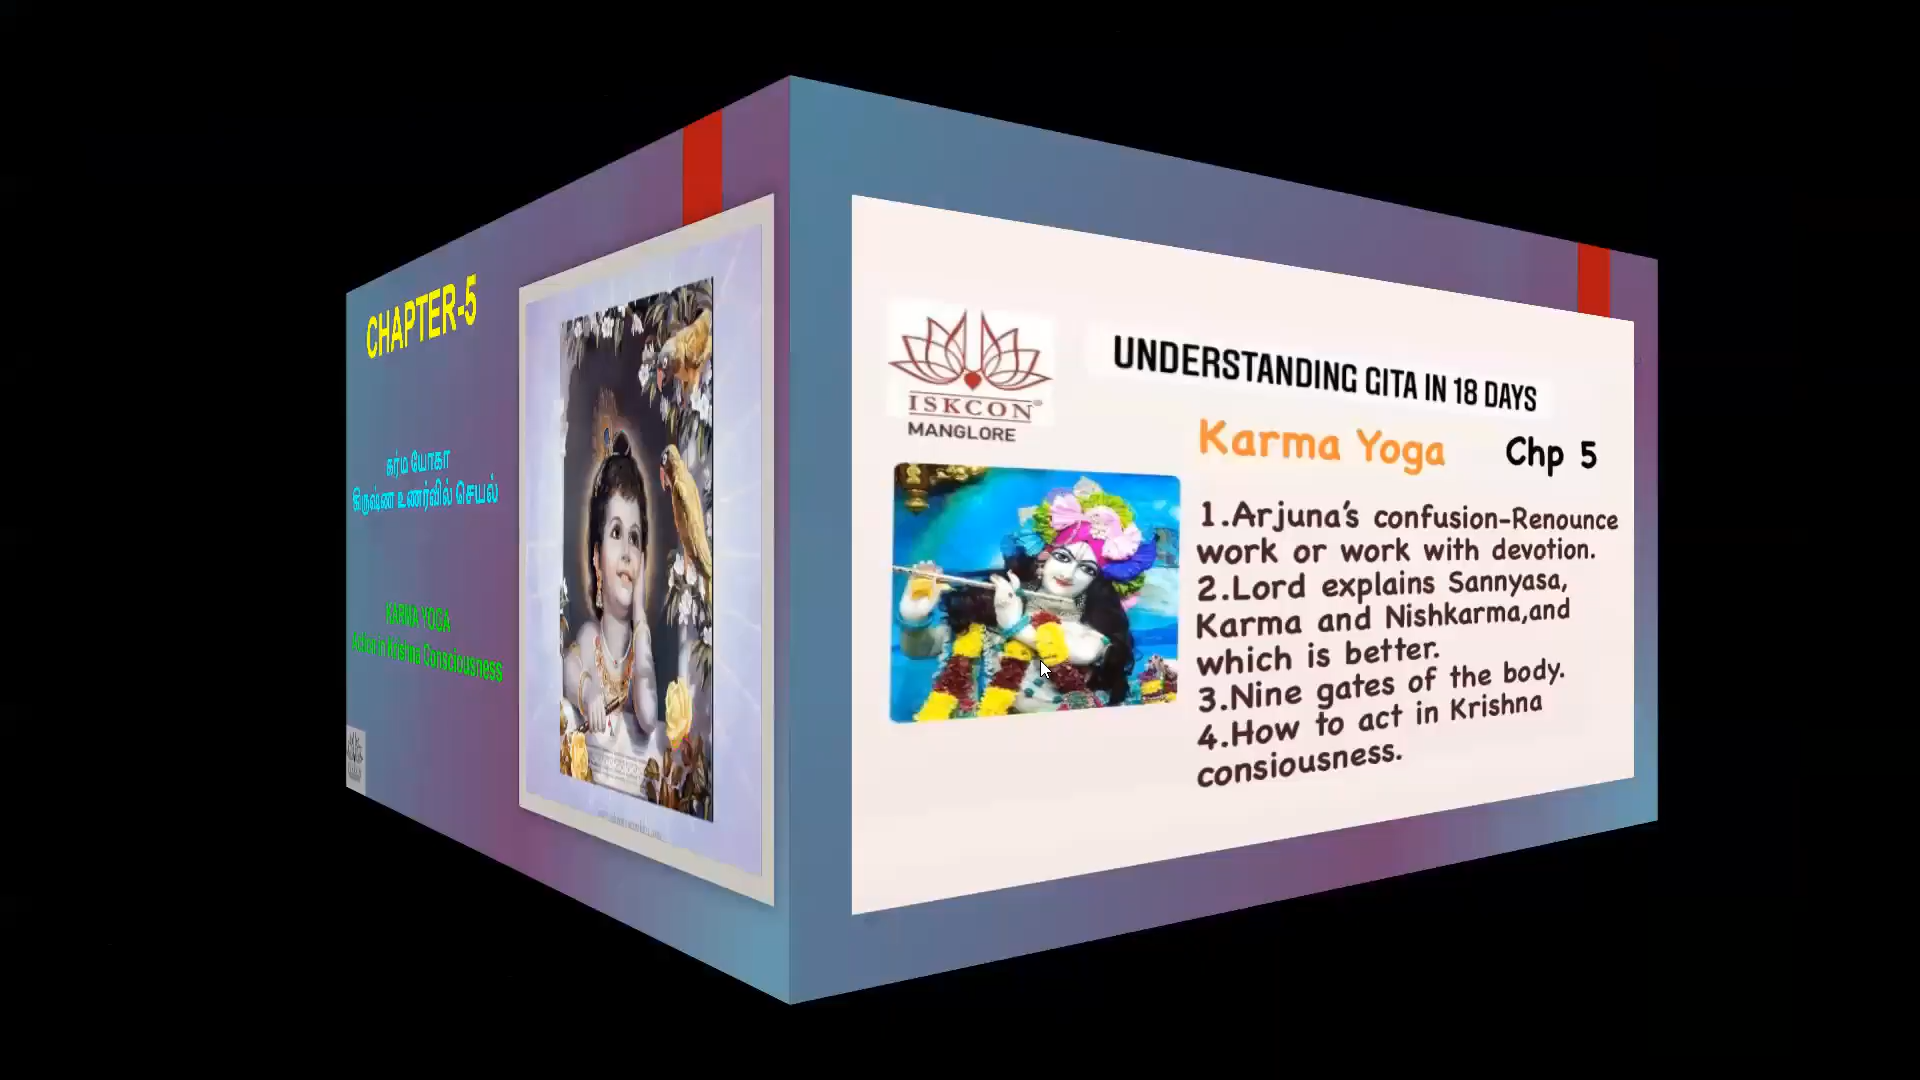 CHAPTER-5
கர்ம யோகா
கிருஷ்ண உணர்வில் செயல்
KARMA YOGA
Action in Krishna Consciousness
ISKCON®
MANGLORE
UNDERSTANDING GITA IN 18 DAYS
Karma Yoga Chp 5
1.Arjuna's confusion-Renounce
work or work with devotion.
2.Lord explains Sannyasa,
Karma and Nishkarma,and
which is better.
3.Nine gates of the body.
4.How to act in Krishna
consiousness.